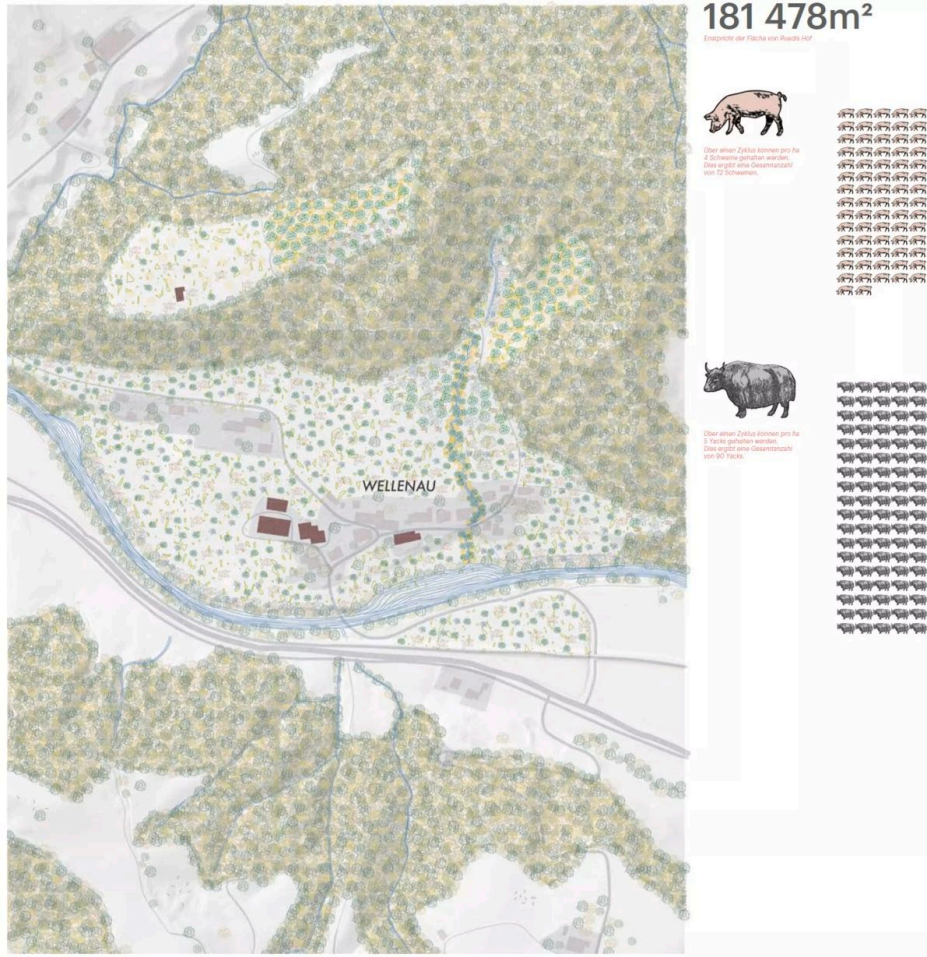 181 478m²
Entspricht der Fläche von Ruedis Hof
Über einen Zyklus können pro ha
4 Schweine gehalten werden.
Dies ergibt eine Gesamtanzahl
von 72 Schweinen.
Über einen Zyklus können pro ha
5 Yacks gehalten werden.
Dies ergibt eine Gesamtanzahl
von 90 Yacks.
WELLENAU